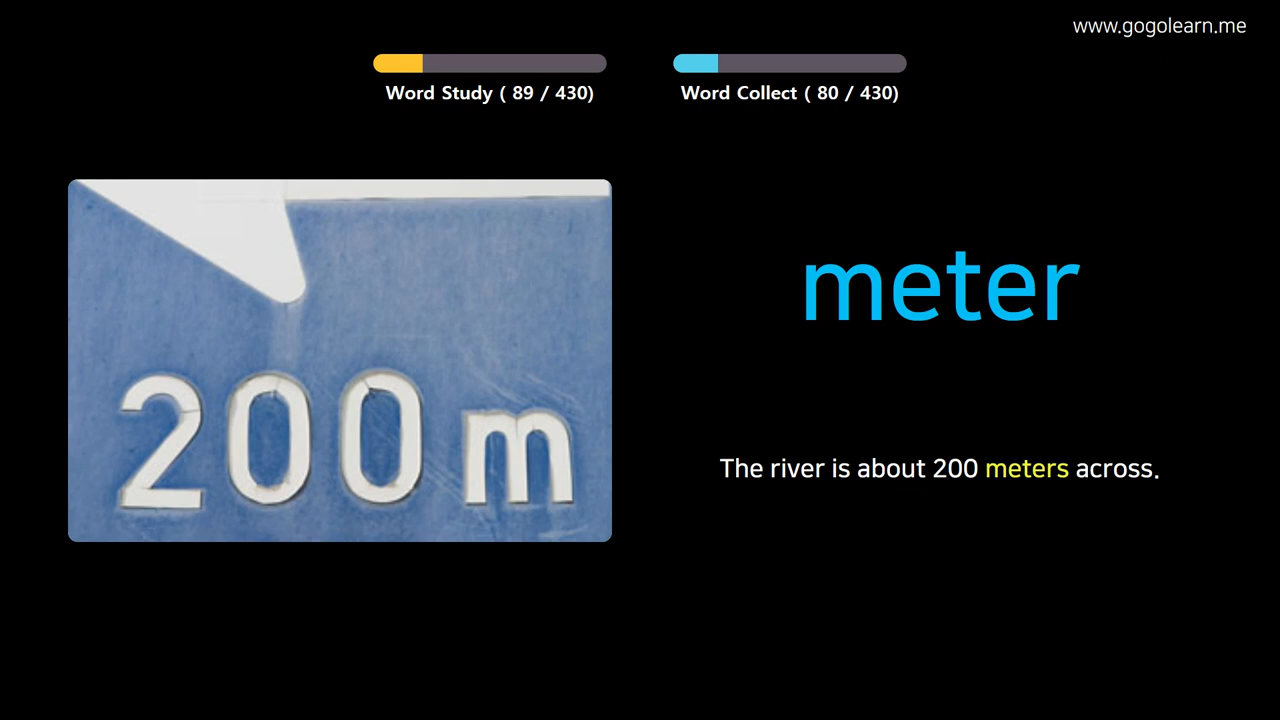 www.gogolearn.me
Word Study ( 89 / 430)
Word Collect ( 80 / 430)
200 m
meter
The river is about 200 meters across.